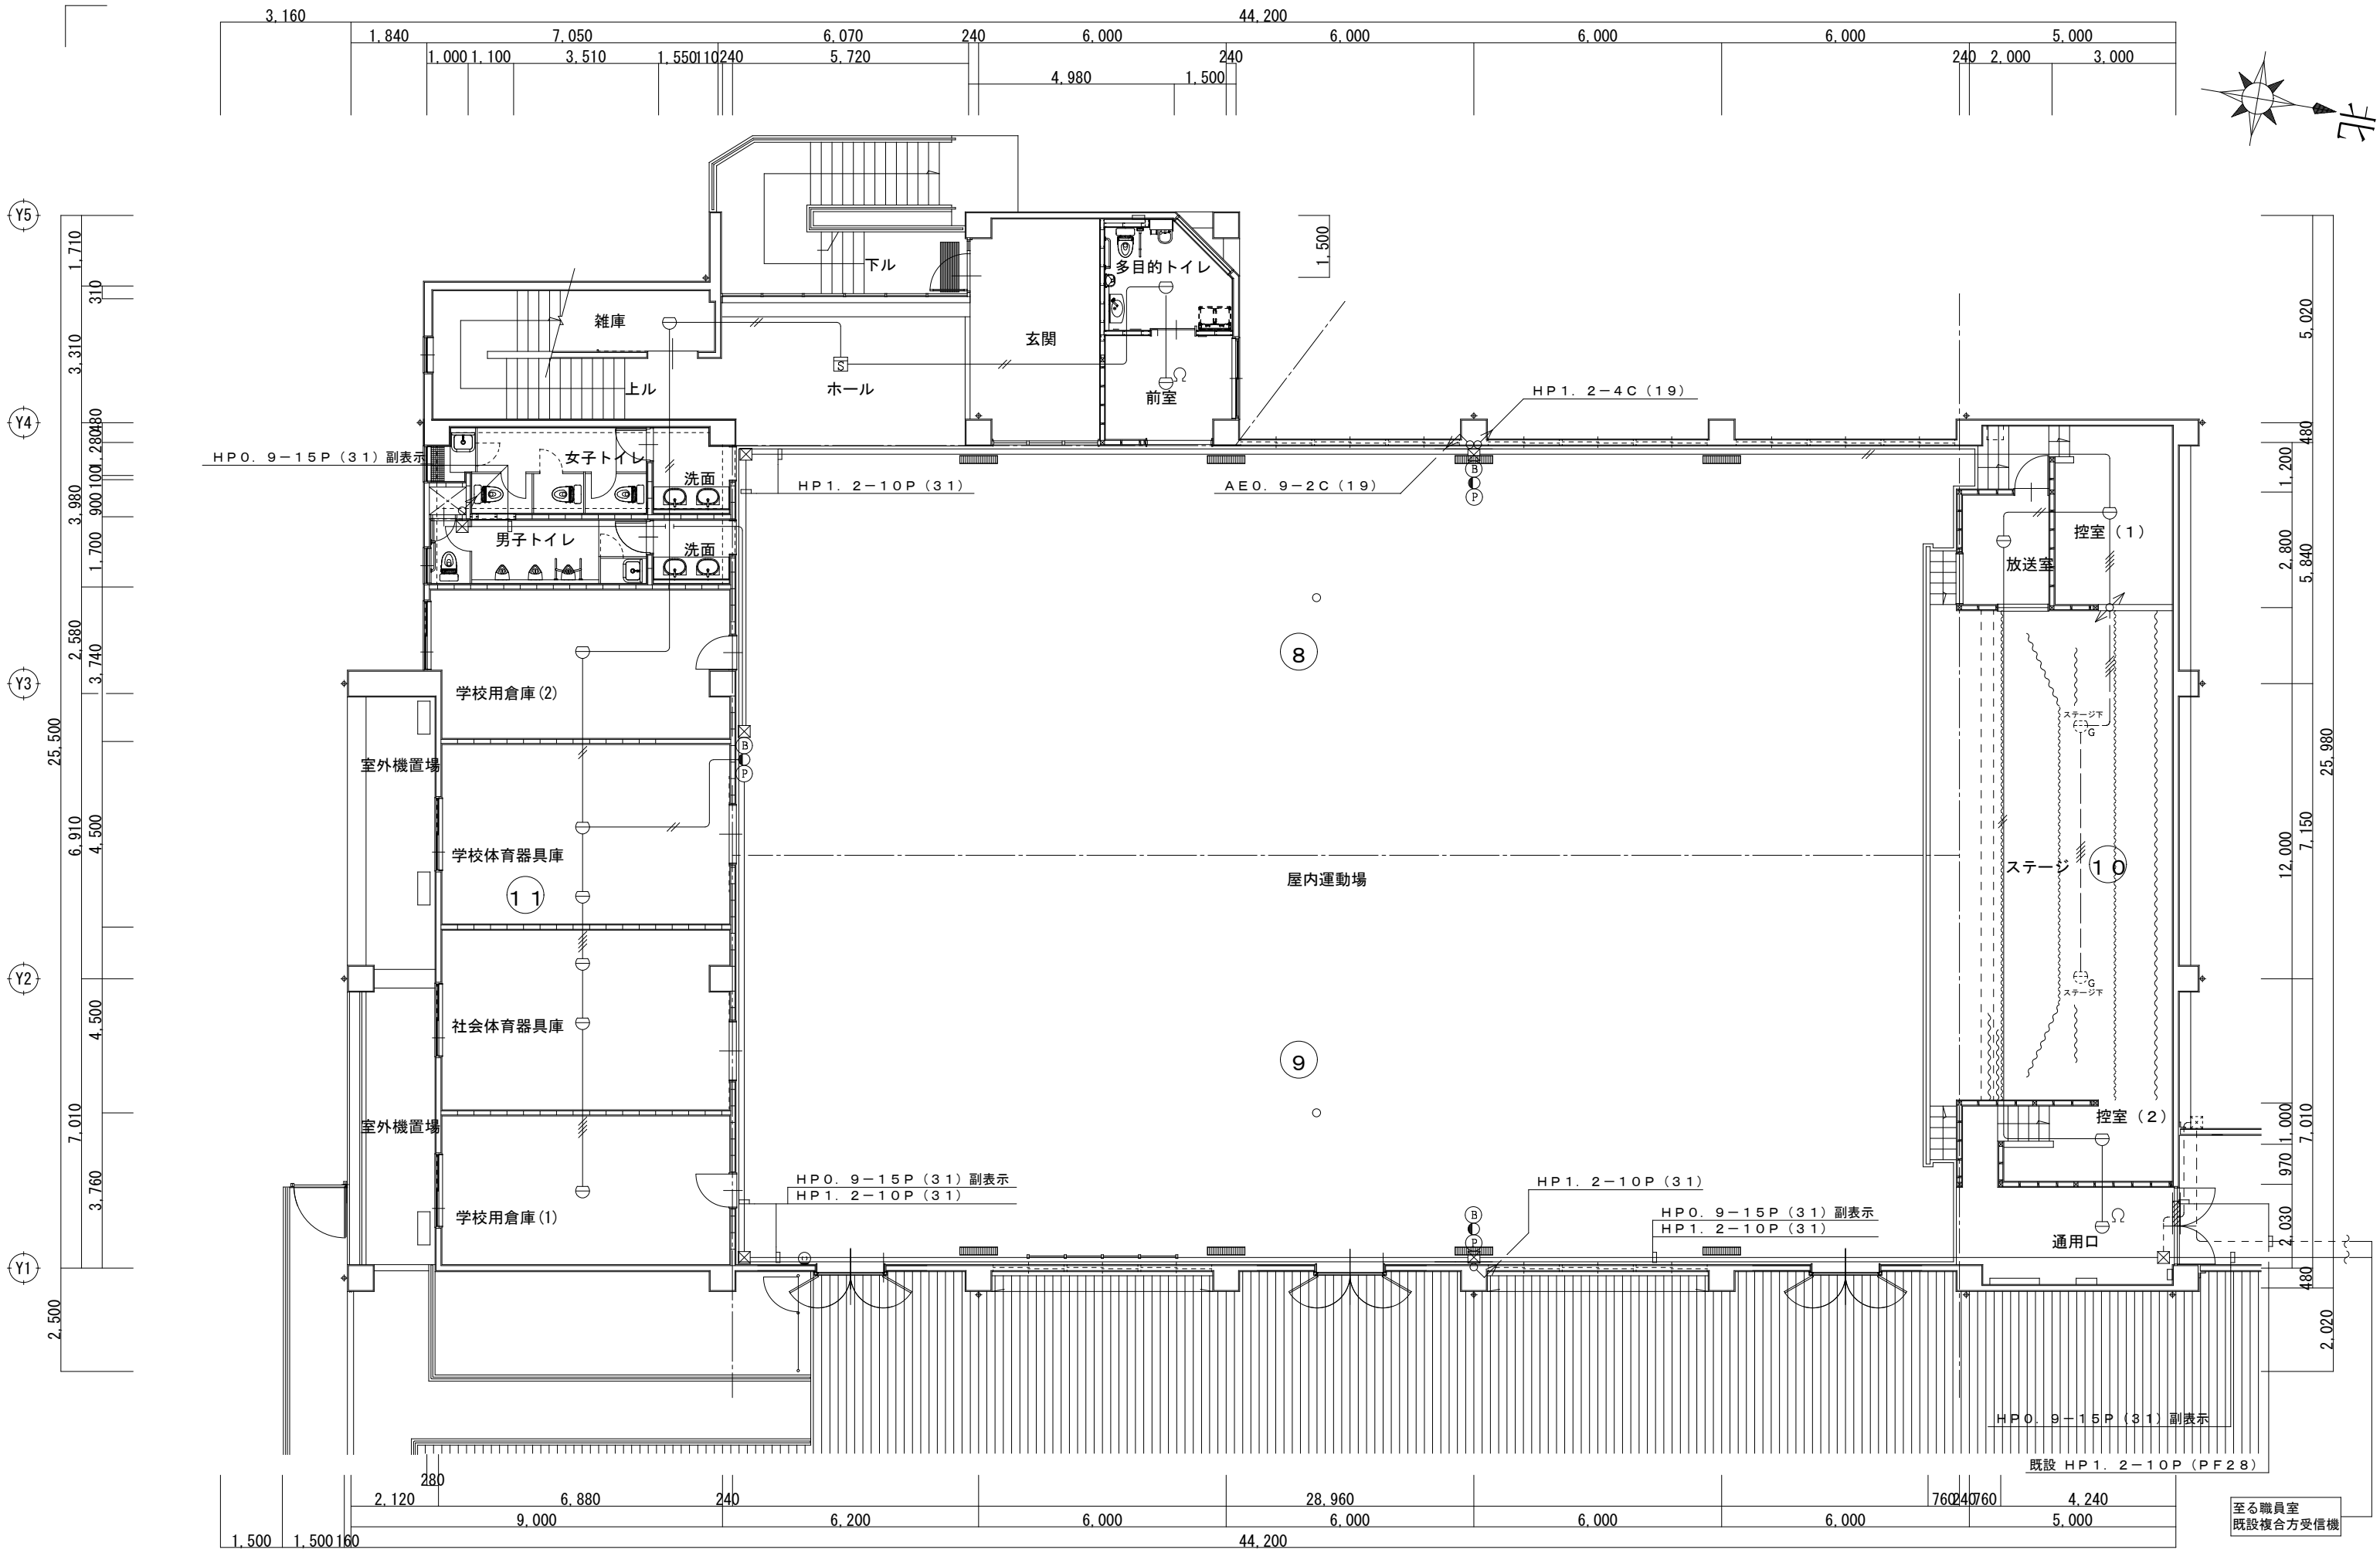 3,160
44,200
1,840
7,050
6,070
240
6,000
6,000
6,000
6,000
5,000
1,000
1,100
3,510
1,550
110
240
5,720
240
240
2,000
3,000
4,980
1,500
北
Y5
Y4
Y3
Y2
Y1
1,710
310
3,310
480
280
3,980
100
900
1,700
2,580
3,740
25,500
6,910
4,500
4,500
7,010
3,760
2,500
1,500
5,020
480
1,200
2,800
5,840
25,980
12,000
7,150
1,000
7,010
970
2,030
480
2,020
下ル
多目的トイレ
雑庫
玄関
S
上ル
ホール
前室
Ω
HP1.2-4C(19)
HP0.9-15P(31)副表示
女子トイレ
洗面
HP1.2-10P(31)
AE0.9-2C(19)
B
P
男子トイレ
洗面
控室(1)
放送室
8
学校用倉庫(2)
ステージ下
G
室外機置場
B
P
学校体育器具庫
11
屋内運動場
ステージ
10
G
ステージ下
社会体育器具庫
9
室外機置場
控室(2)
HP0.9-15P(31)副表示
HP1.2-10P(31)
HP1.2-10P(31)
学校用倉庫(1)
B
P
HP0.9-15P(31)副表示
HP1.2-10P(31)
Ω
通用口
HP0.9-15P(31)副表示
既設 HP1.2-10P(PF28)
至る職員室
既設複合方受信機
280
2,120
6,880
240
28,960
760
240
760
4,240
9,000
6,200
6,000
6,000
6,000
6,000
5,000
1,500
1,500
160
44,200